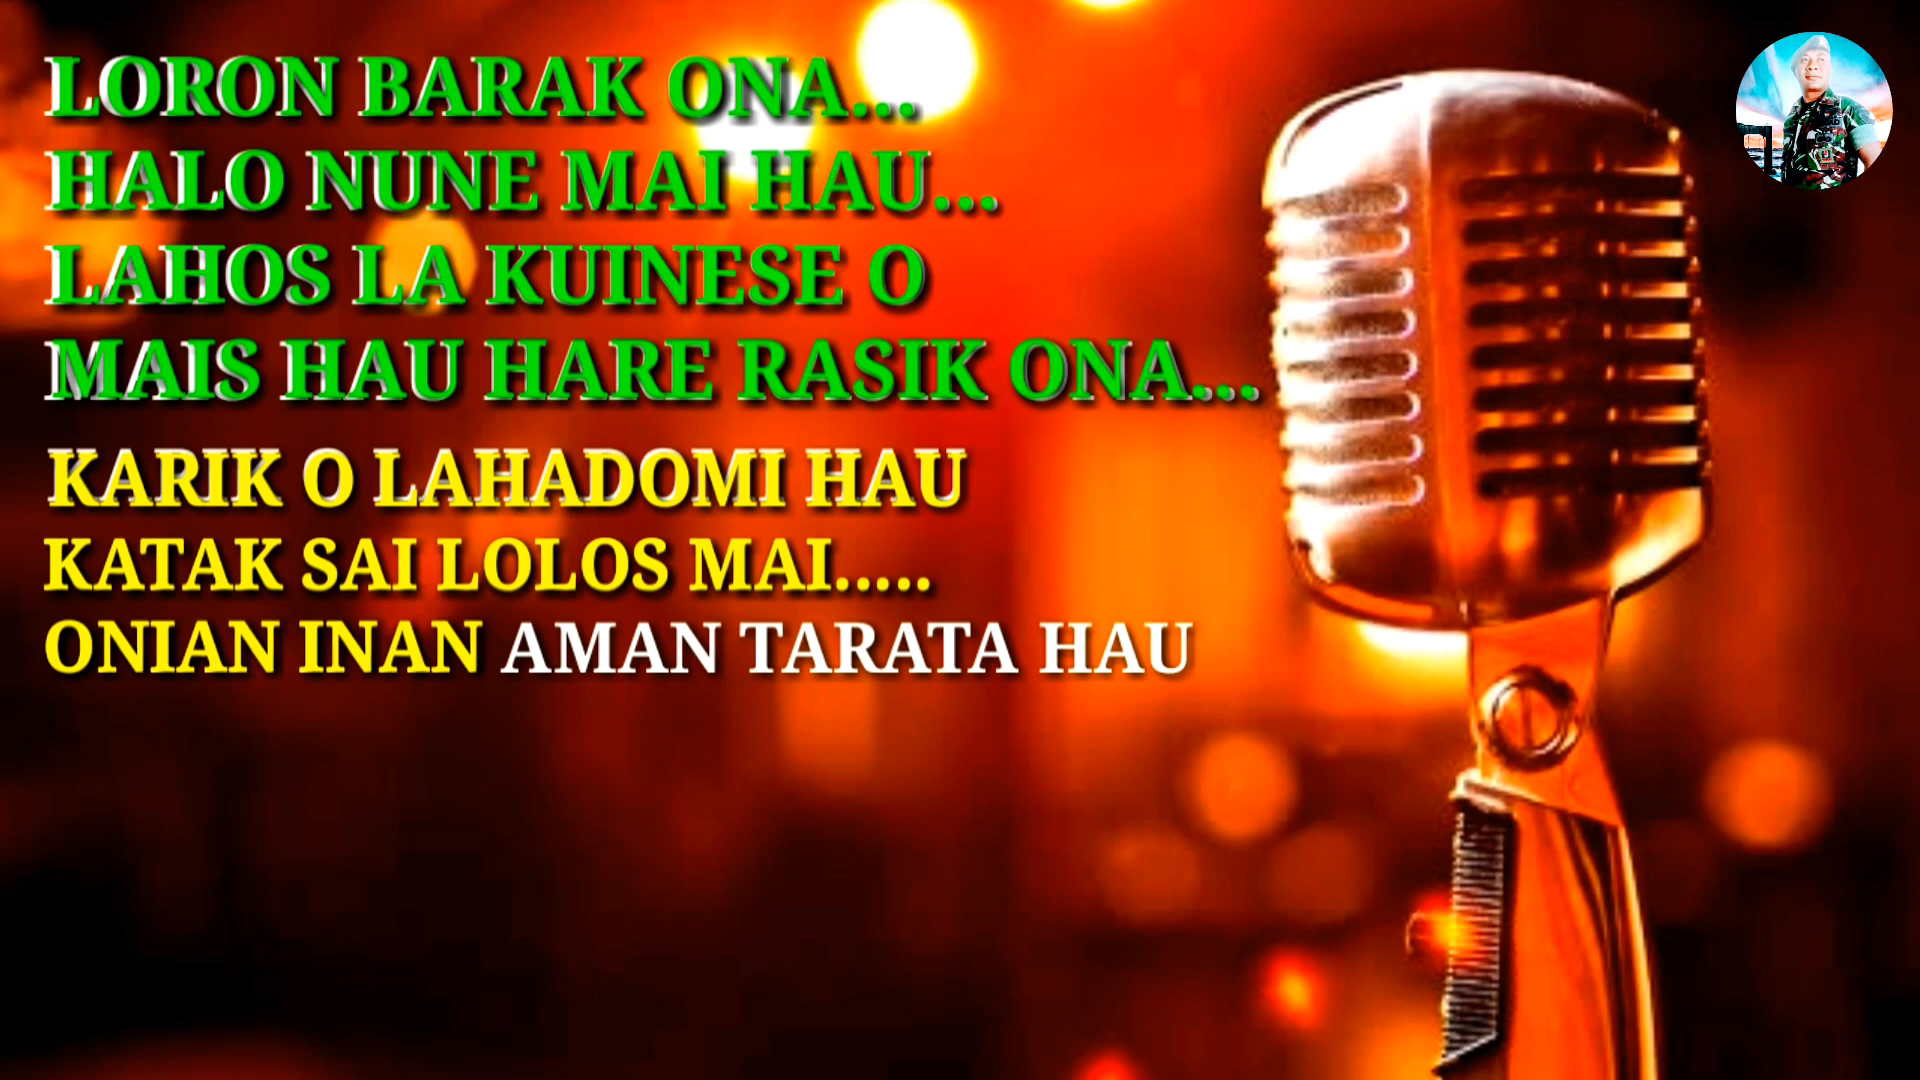 LORON BARAK ONA...
HALO NUNE MAI HAU...
LAHOS LA KUINESE O
MAIS HAU HARE RASIK ONA...
KARIK O LAHADOMI HAU
KATAK SAI LOLOS MAI.....
ONIAN INAN AMAN TARATA HAU